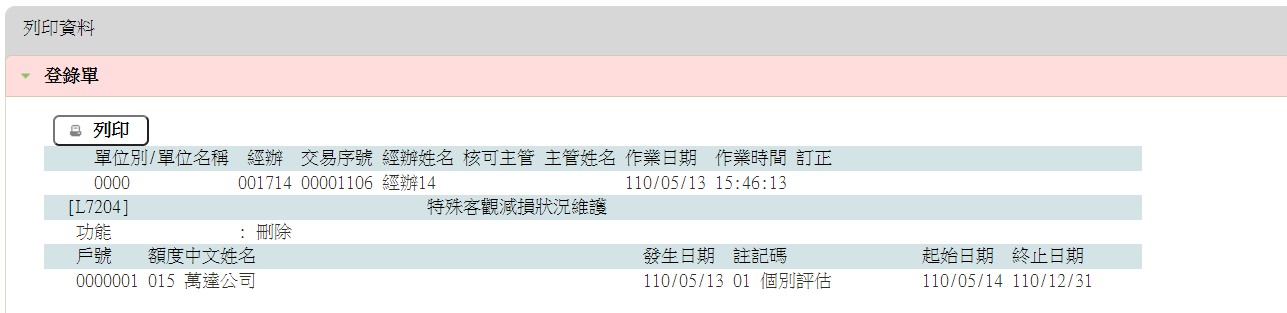 列印資料
登錄單
列印
單位別/單位名稱 經辦 交易序號 經辦姓名 核可主管 主管姓名 作業日期 作業時間 訂正
0000 001714 00001106 經辦14 110/05/13 15:46:13
[L7204] 特殊客觀減損狀況維護
功能 : 刪除
戶號 額度中文姓名 發生日期 註記碼 起始日期 終止日期
0000001 015 萬達公司 110/05/13 01 個別評估 110/05/14 110/12/31